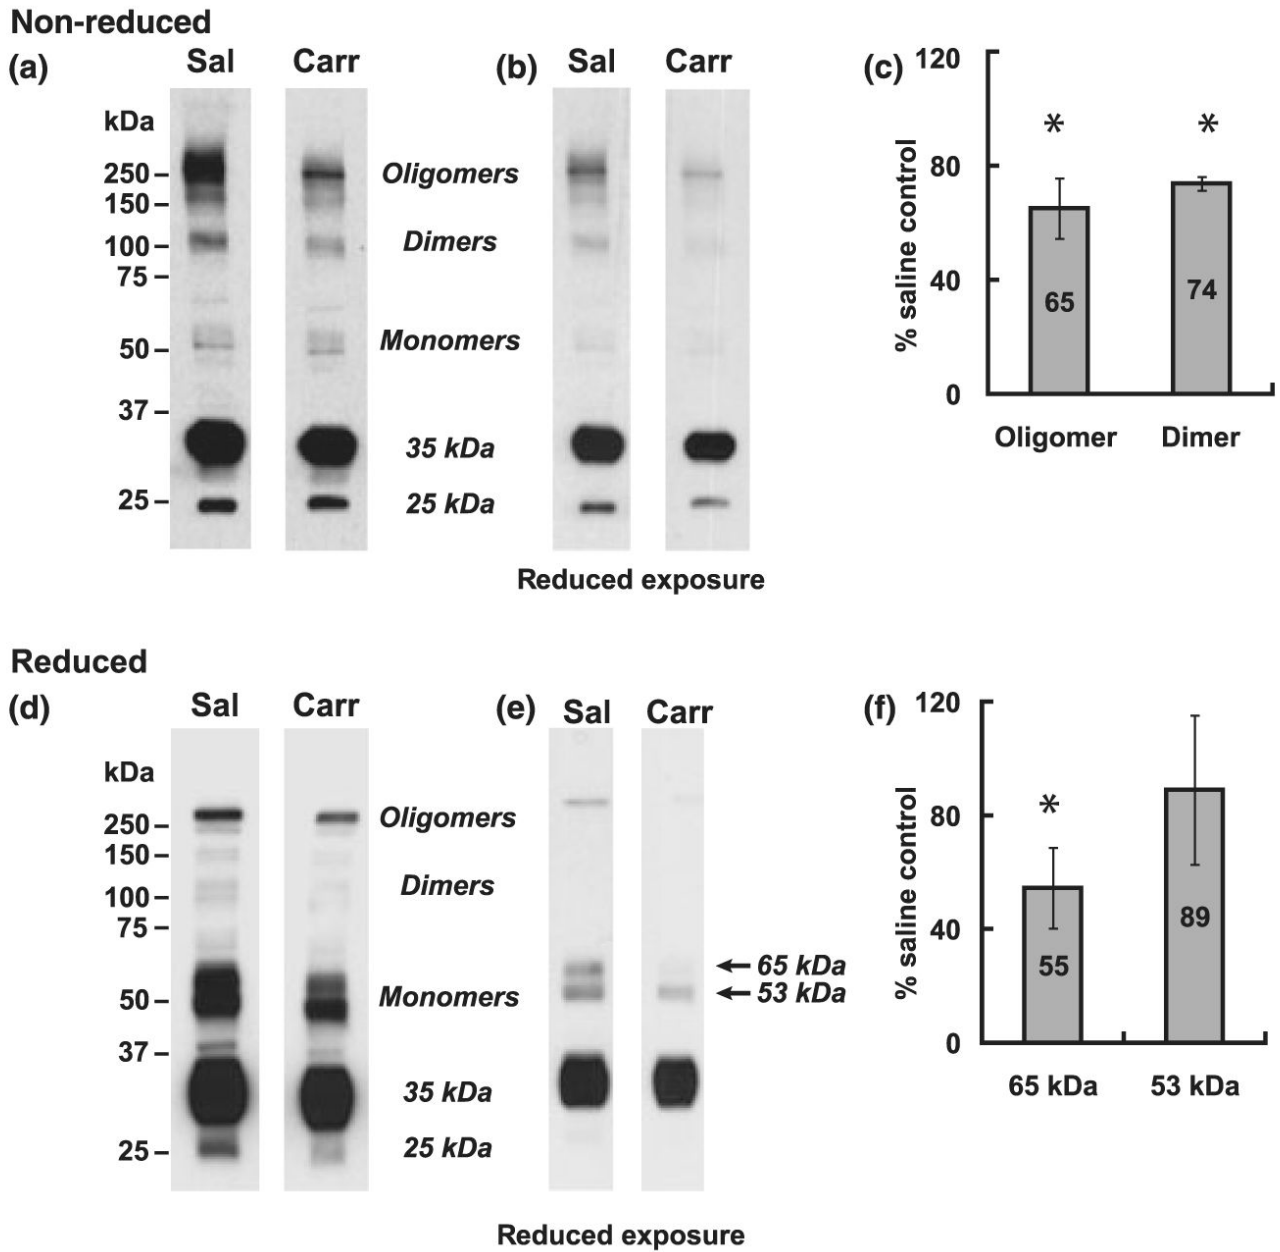 Non-reduced
(a) Sal Carr (b) Sal Carr (c) 120
kDa
* *
250 Oligomers 80
150
100 Dimers
75
% saline control
40
65 74
50 Monomers
37
0
35 kDa Oligomer Dimer
25 25 kDa
Reduced exposure
Reduced
(d) Sal Carr (e) Sal Carr (f) 120
kDa
*
250 Oligomers 80
150
100 Dimers
75
% saline control
40
89
65 kDa 55
50 Monomers 53 kDa
37
0
35 kDa 65 kDa 53 kDa
25 25 kDa
Reduced exposure